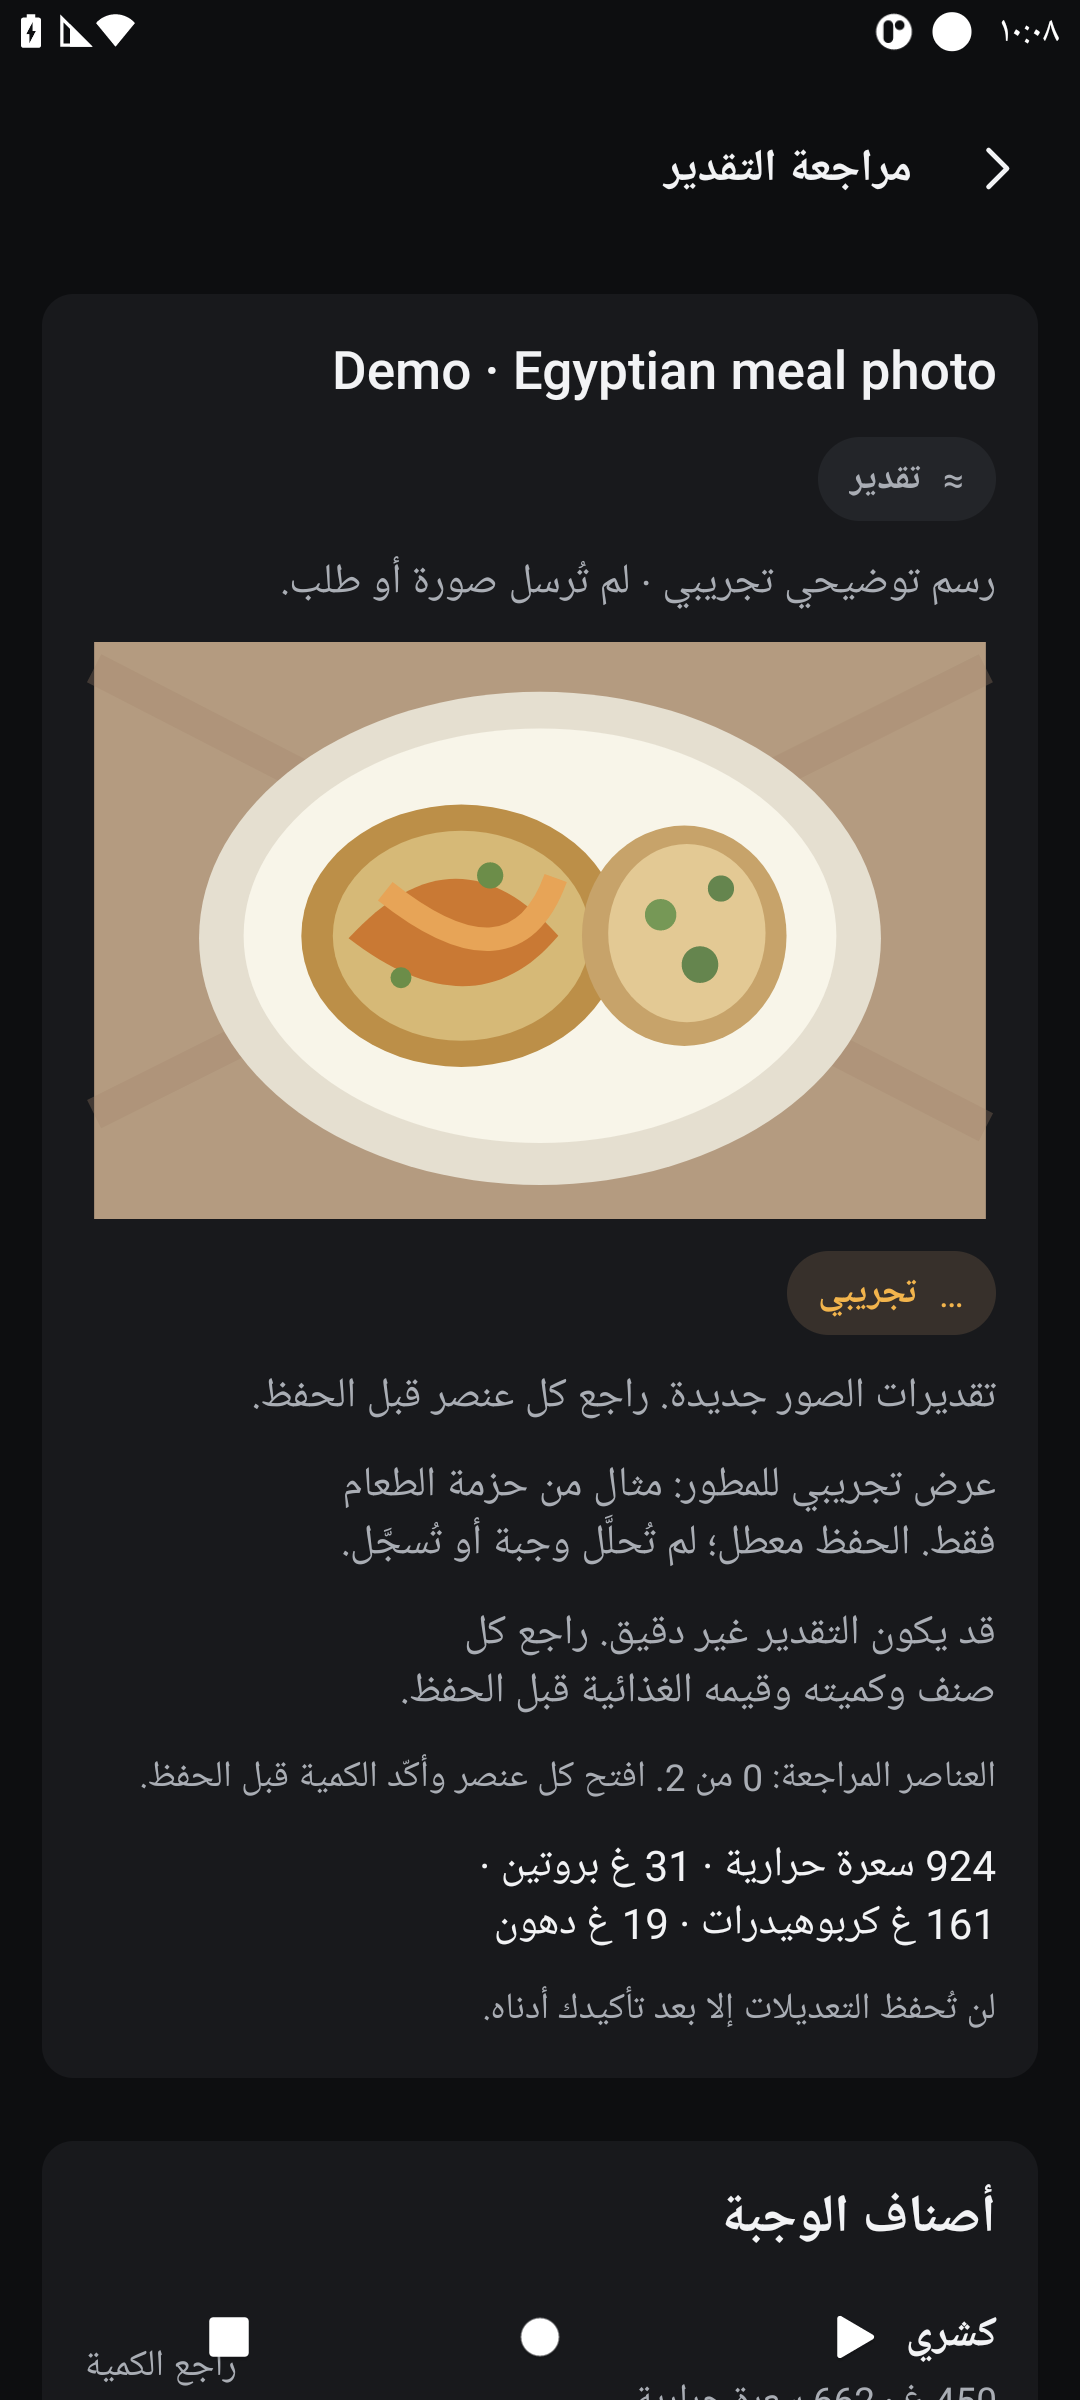 ١٠:٠٨
مراجعة التقدير
Demo · Egyptian meal photo
≈ تقدير
رسم توضيحي تجريبي · لم تُرسل صورة أو طلب.
… تجريبي
تقديرات الصور جديدة. راجع كل عنصر قبل الحفظ.
عرض تجريبي للمطور: مثال من حزمة الطعام
فقط. الحفظ معطل؛ لم تُحلَّل وجبة أو تُسجَّل.
قد يكون التقدير غير دقيق. راجع كل
صنف وكميته وقيمه الغذائية قبل الحفظ.
العناصر المراجعة: 0 من 2. افتح كل عنصر وأكّد الكمية قبل الحفظ.
924 سعرة حرارية · 31 غ بروتين ·
161 غ كربوهيدرات · 19 غ دهون
لن تُحفظ التعديلات إلا بعد تأكيدك أدناه.
أصناف الوجبة
كشري
راجع الكمية
450 غ · 662 سعرة حرارية